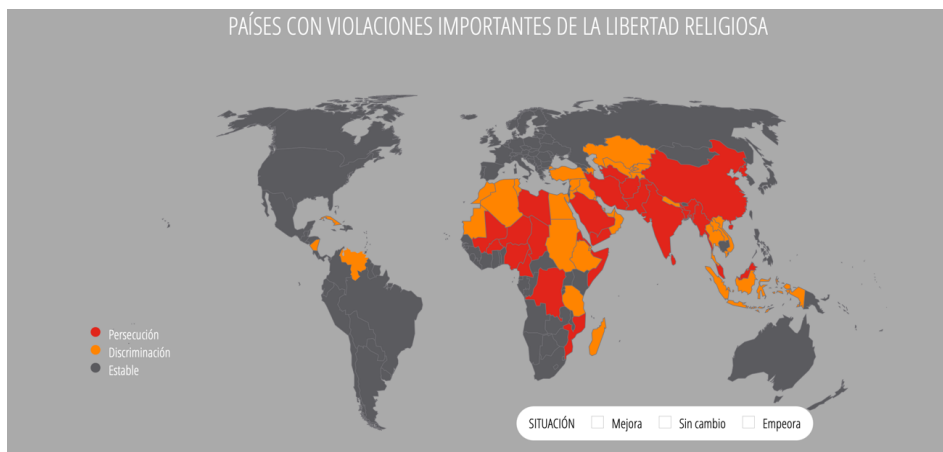 PAÍSES CON VIOLACIONES IMPORTANTES DE LA LIBERTAD RELIGIOSA
Persecución
Discriminación
Estable
SITUACIÓN Mejora Sin cambio Empeora